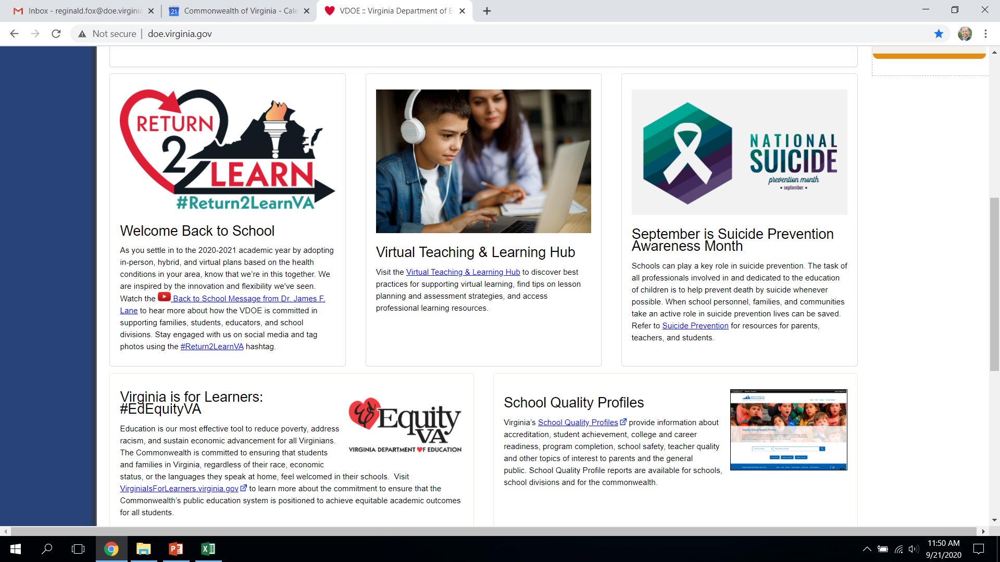 Inbox - reginald.fox@doe.virginia
Commonwealth of Virginia - Cale
VDOE :: Virginia Department of E
Not secure | doe.virginia.gov
RETURN
2
LEARN
#Return2LearnVA
Welcome Back to School
As you settle in to the 2020-2021 academic year by adopting
in-person, hybrid, and virtual plans based on the health
conditions in your area, know that we’re in this together. We
are inspired by the innovation and flexibility we've seen.
Watch the Back to School Message from Dr. James F.
Lane to hear more about how the VDOE is committed in
supporting families, students, educators, and school
divisions. Stay engaged with us on social media and tag
photos using the #Return2LearnVA hashtag.
Virtual Teaching & Learning Hub
Visit the Virtual Teaching & Learning Hub to discover best
practices for supporting virtual learning, find tips on lesson
planning and assessment strategies, and access
professional learning resources.
NATIONAL
SUICIDE
prevention month
• september •
September is Suicide Prevention
Awareness Month
Schools can play a key role in suicide prevention. The task of
all professionals involved in and dedicated to the education
of children is to help prevent death by suicide whenever
possible. When school personnel, families, and communities
take an active role in suicide prevention lives can be saved.
Refer to Suicide Prevention for resources for parents,
teachers, and students.
Virginia is for Learners:
#EdEquityVA
Ed Equity
VA
VIRGINIA DEPARTMENT OF EDUCATION
Education is our most effective tool to reduce poverty, address
racism, and sustain economic advancement for all Virginians.
The Commonwealth is committed to ensuring that students
and families in Virginia, regardless of their race, economic
status, or the languages they speak at home, feel welcomed in their schools. Visit
VirginiaIsForLearners.virginia.gov to learn more about the commitment to ensure that the
Commonwealth’s public education system is positioned to achieve equitable academic outcomes
for all students.
School Quality Profiles
Virginia’s School Quality Profiles provide information about
accreditation, student achievement, college and career
readiness, program completion, school safety, teacher quality
and other topics of interest to parents and the general
public. School Quality Profile reports are available for schools,
school divisions and for the commonwealth.
EDUCATION
Virginia School Quality Profiles
11:50 AM
9/21/2020